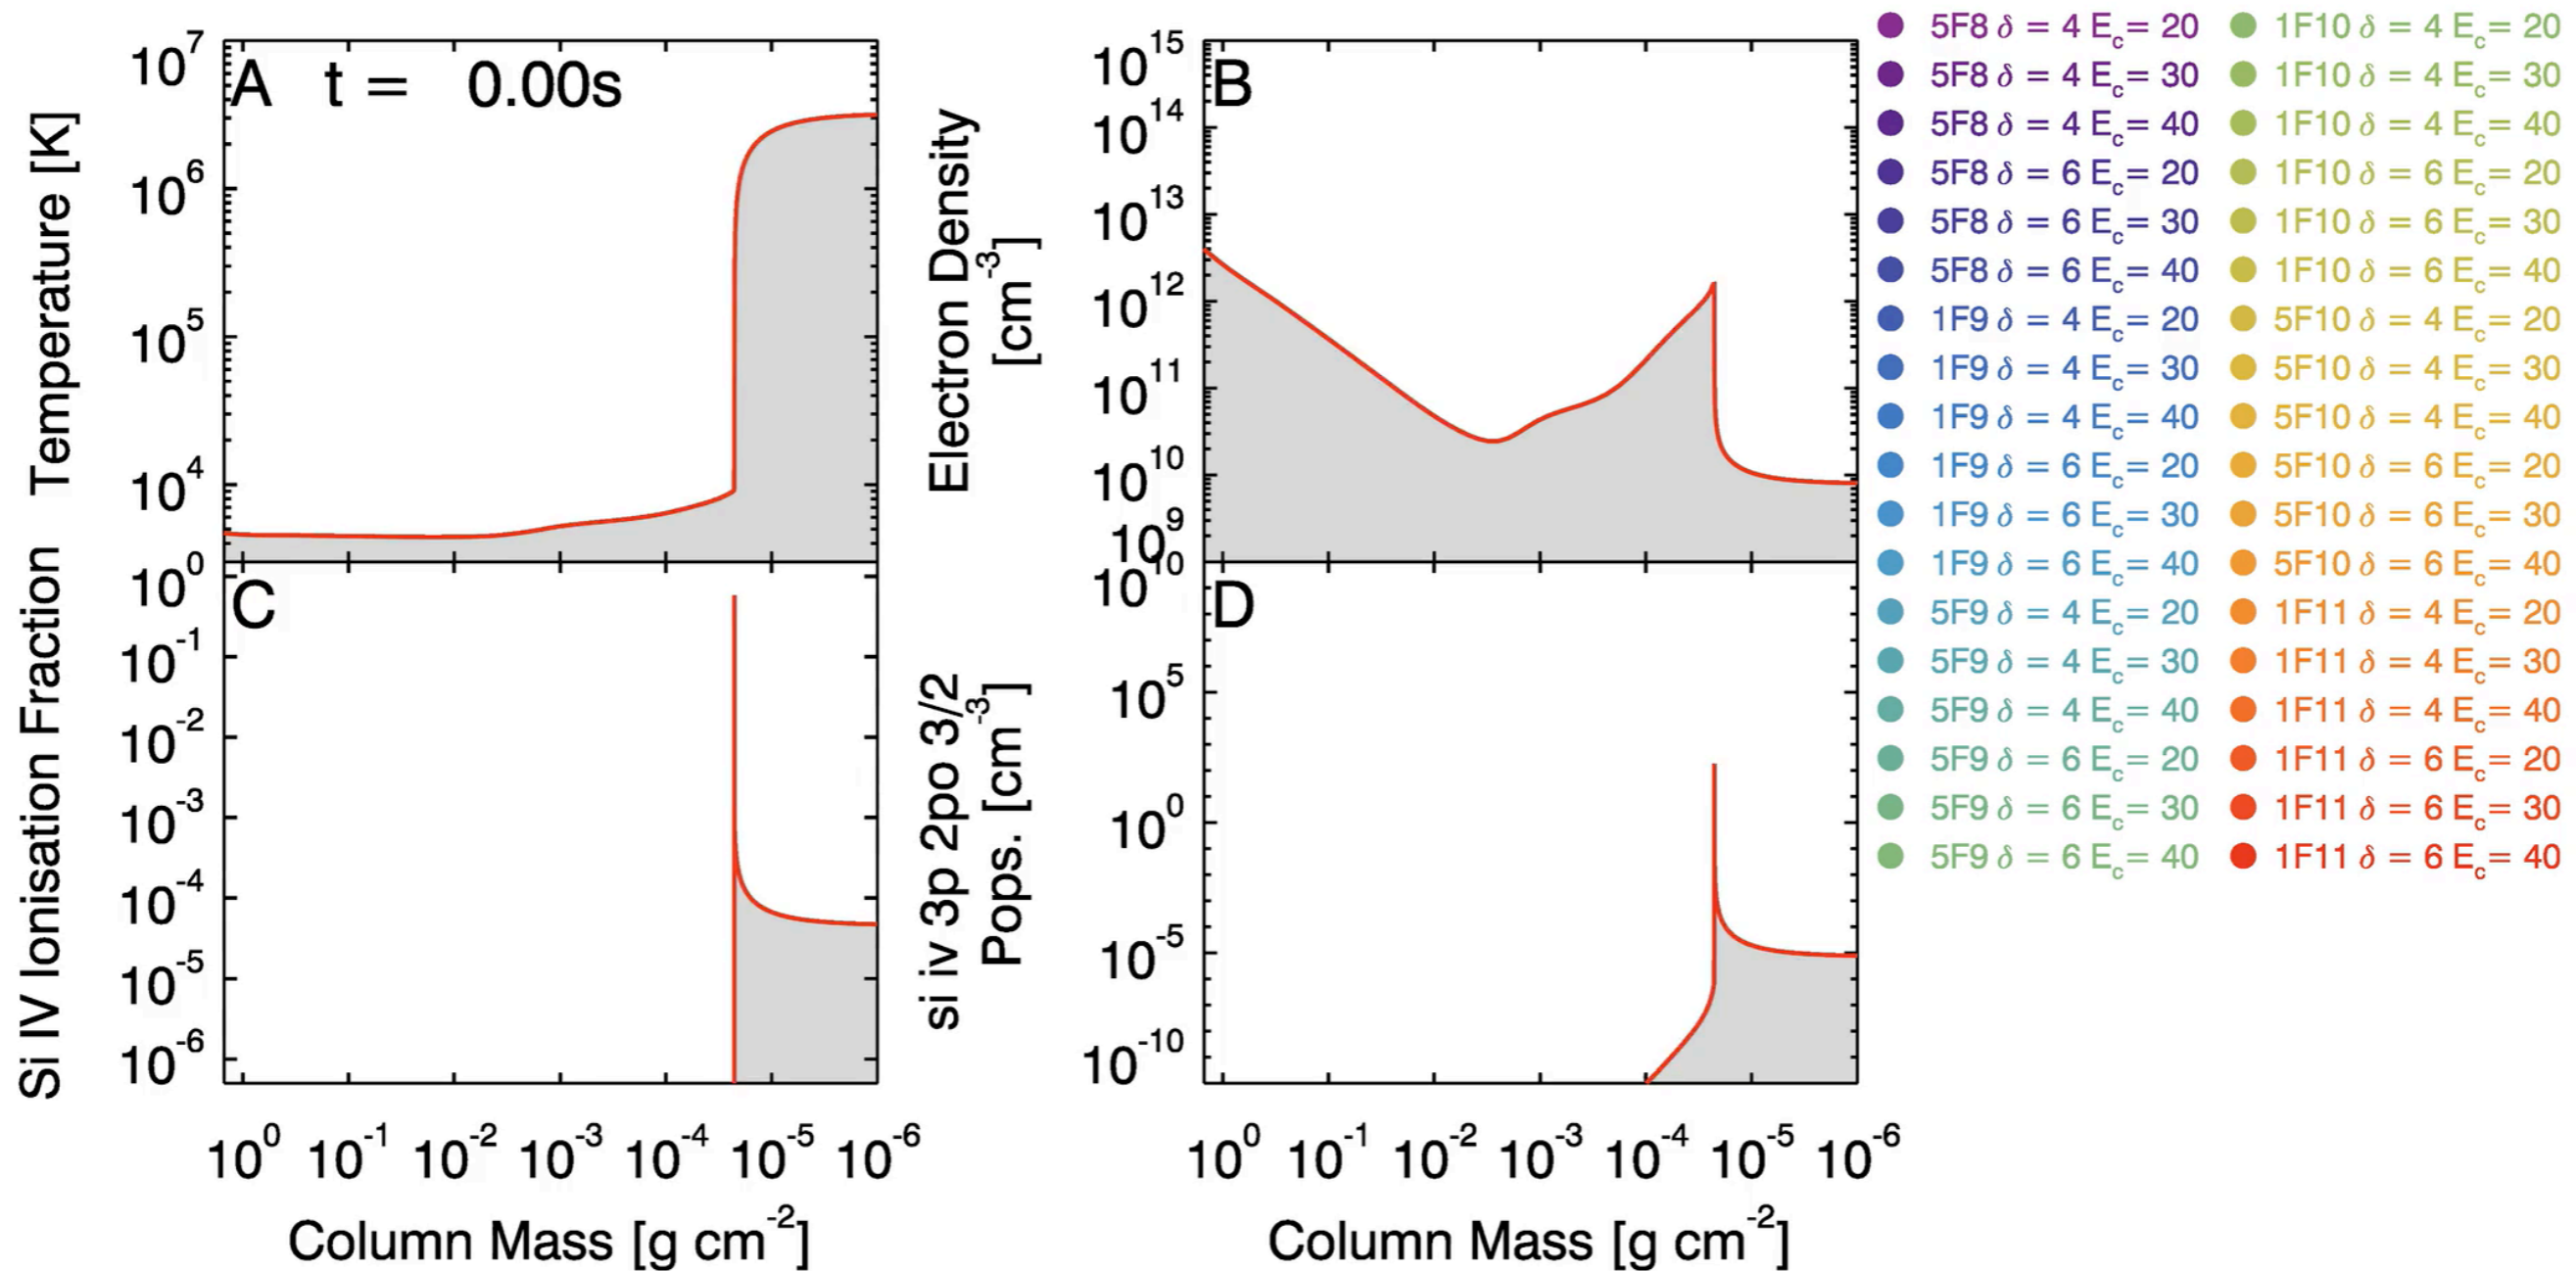 A t = 0.00s
Temperature [K]
10^7
10^6
10^5
10^4
B
Electron Density
[cm^-3]
10^15
10^14
10^13
10^12
10^11
10^10
10^9
C
Si IV Ionisation Fraction
10^0
10^-1
10^-2
10^-3
10^-4
10^-5
10^-6
D
si iv 3p 2po 3/2
Pops. [cm^-3]
10^10
10^5
10^0
10^-5
10^-10
10^0 10^-1 10^-2 10^-3 10^-4 10^-5 10^-6
Column Mass [g cm^-2]
10^0 10^-1 10^-2 10^-3 10^-4 10^-5 10^-6
Column Mass [g cm^-2]
5F8 δ = 4 E_c= 20
5F8 δ = 4 E_c= 30
5F8 δ = 4 E_c= 40
5F8 δ = 6 E_c= 20
5F8 δ = 6 E_c= 30
5F8 δ = 6 E_c= 40
1F9 δ = 4 E_c= 20
1F9 δ = 4 E_c= 30
1F9 δ = 4 E_c= 40
1F9 δ = 6 E_c= 20
1F9 δ = 6 E_c= 30
1F9 δ = 6 E_c= 40
5F9 δ = 4 E_c= 20
5F9 δ = 4 E_c= 30
5F9 δ = 4 E_c= 40
5F9 δ = 6 E_c= 20
5F9 δ = 6 E_c= 30
5F9 δ = 6 E_c= 40
1F10 δ = 4 E_c= 20
1F10 δ = 4 E_c= 30
1F10 δ = 4 E_c= 40
1F10 δ = 6 E_c= 20
1F10 δ = 6 E_c= 30
1F10 δ = 6 E_c= 40
5F10 δ = 4 E_c= 20
5F10 δ = 4 E_c= 30
5F10 δ = 4 E_c= 40
5F10 δ = 6 E_c= 20
5F10 δ = 6 E_c= 30
5F10 δ = 6 E_c= 40
1F11 δ = 4 E_c= 20
1F11 δ = 4 E_c= 30
1F11 δ = 4 E_c= 40
1F11 δ = 6 E_c= 20
1F11 δ = 6 E_c= 30
1F11 δ = 6 E_c= 40